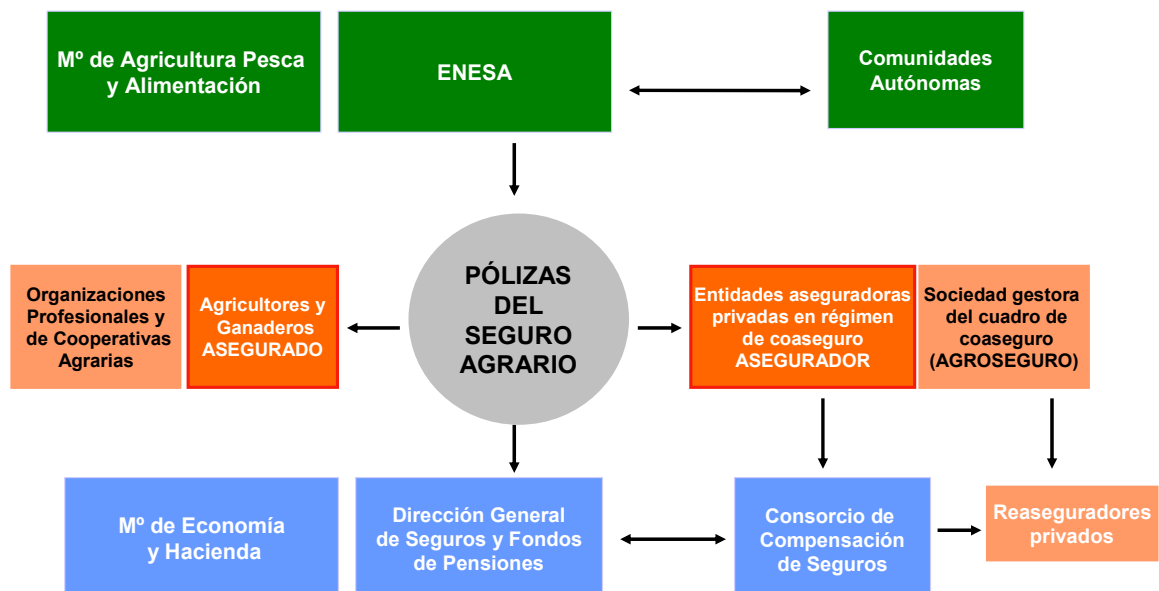 Mº de Agricultura Pesca
y Alimentación
ENESA
Comunidades
Autónomas
Organizaciones
Profesionales y
de Cooperativas
Agrarias
Agricultores y
Ganaderos
ASEGURADO
PÓLIZAS
DEL
SEGURO
AGRARIO
Entidades aseguradoras
privadas en régimen
de coaseguro
ASEGURADOR
Sociedad gestora
del cuadro de
coaseguro
(AGROSEGURO)
Mº de Economía
y Hacienda
Dirección General
de Seguros y Fondos
de Pensiones
Consorcio de
Compensación
de Seguros
Reaseguradores
privados